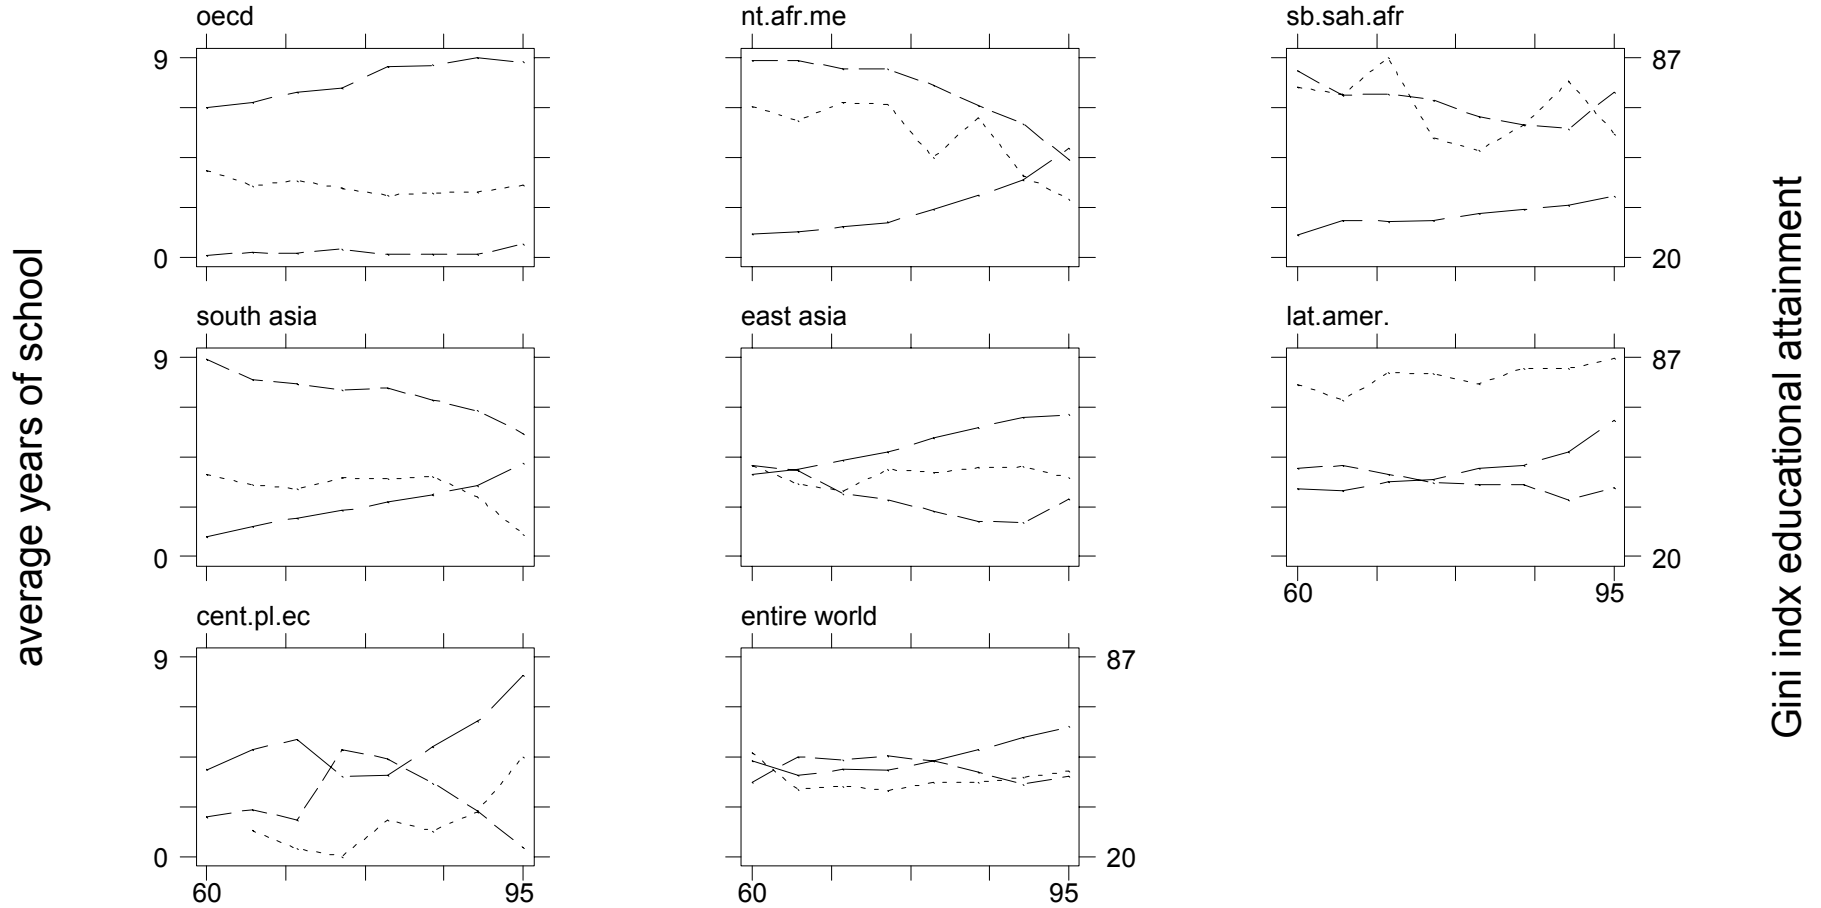 oecd
nt.afr.me
sb.sah.afr
9
87
0
20
south asia
east asia
lat.amer.
9
87
0
20
60
95
cent.pl.ec
entire world
9
87
0
20
60
95
60
95
average years of school
Gini indx educational attainment